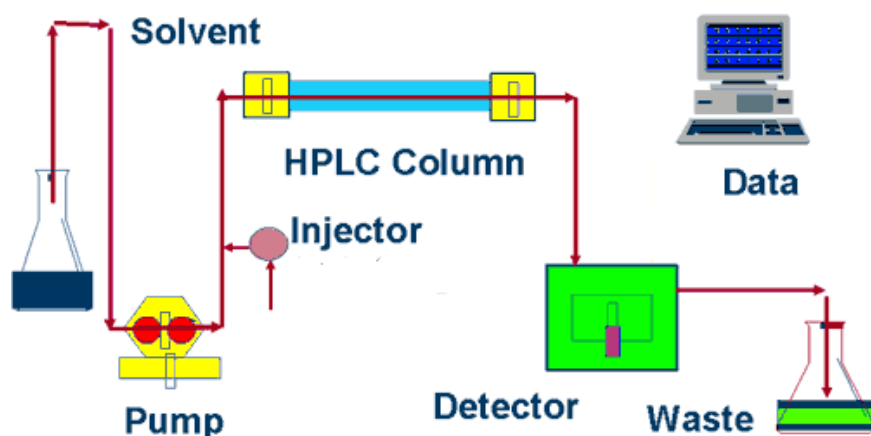 Solvent
HPLC Column
Data
Injector
Pump
Detector
Waste